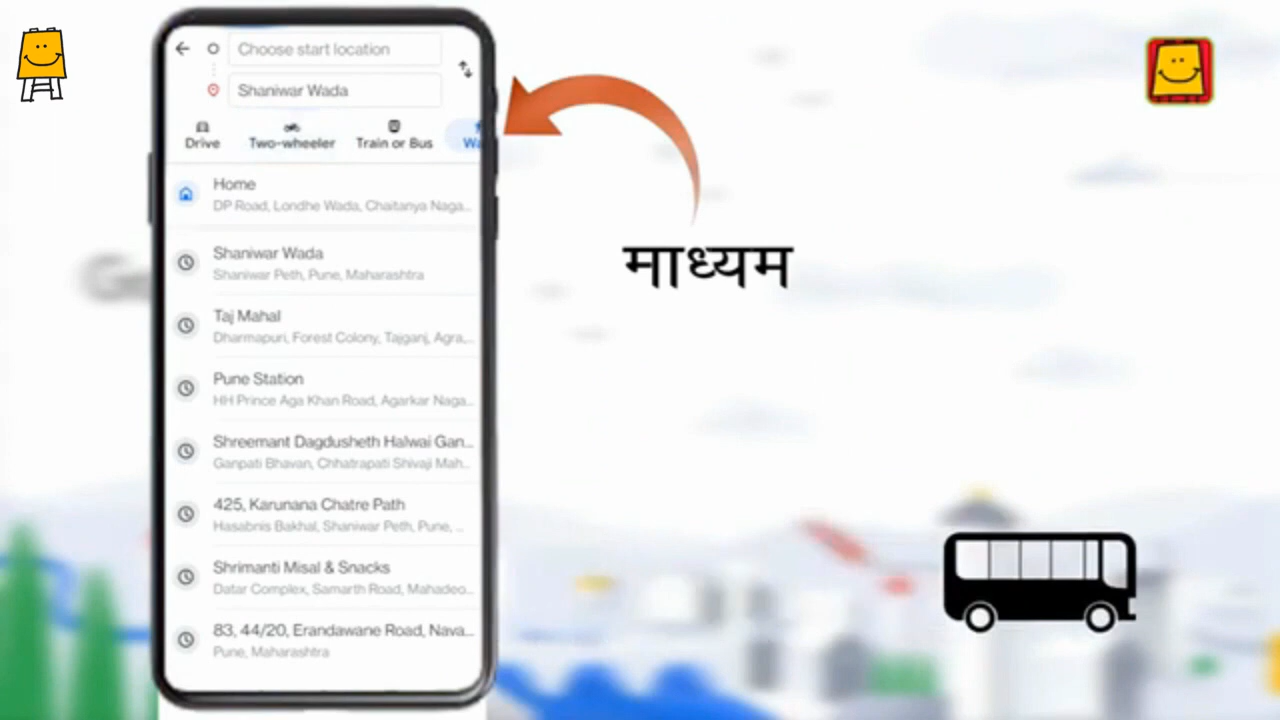 Choose start location
Shaniwar Wada
Drive Two-wheeler Train or Bus
Home
DP Road, Londhe Wada, Chaitanya Naga...
Shaniwar Wada
Shaniwar Peth, Pune, Maharashtra
Taj Mahal
Dharmapuri, Forest Colony, Tajganj, Agra,...
Pune Station
HH Prince Aga Khan Road, Agarkar Naga...
Shreemant Dagdusheth Halwai Gan...
Ganpati Bhavan, Chhatrapati Shivaji Mah...
425, Karunana Chatre Path
Hasabnis Bakhal, Shaniwar Peth, Pune, ...
Shrimanti Misal & Snacks
Datar Complex, Samarth Road, Mahadeo...
83, 44/20, Erandawane Road, Nava...
Pune, Maharashtra
माध्यम